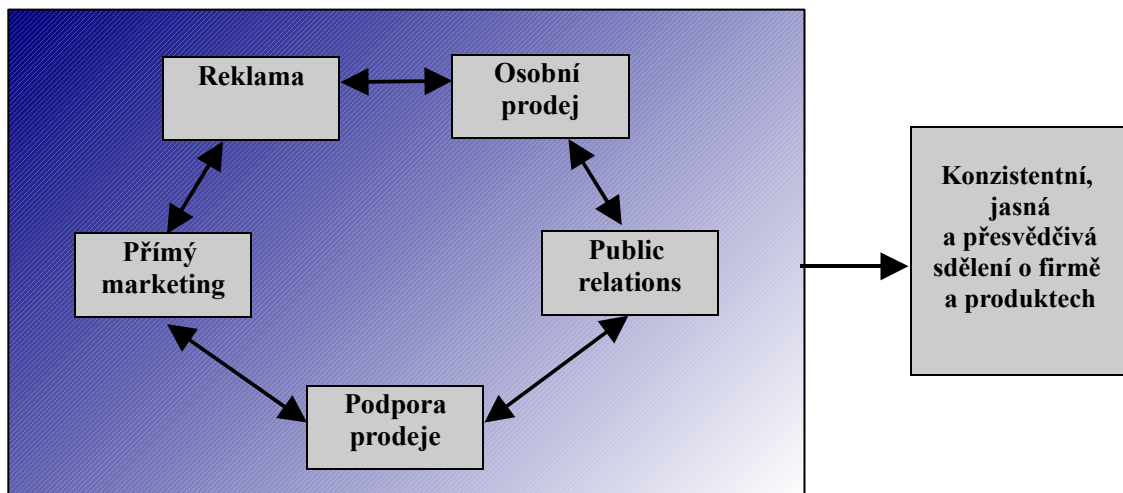 Reklama
Osobní
prodej
Přímý
marketing
Public
relations
Podpora
prodeje
Konzistentní,
jasná
a přesvědčivá
sdělení o firmě
a produktech